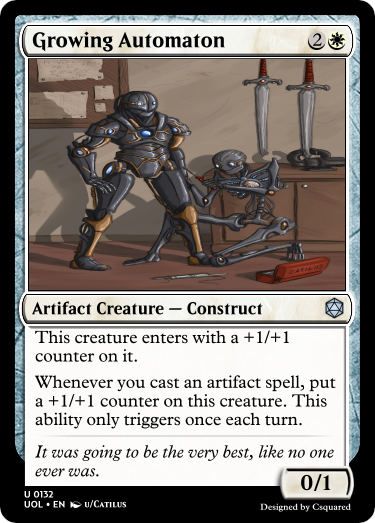 Growing Automaton 2
Artifact Creature — Construct
This creature enters with a +1/+1
counter on it.
Whenever you cast an artifact spell, put
a +1/+1 counter on this creature. This
ability only triggers once each turn.
It was going to be the very best, like no one
ever was.
0/1
U 0132
UOL • EN u/Catilus
Designed by Csquared